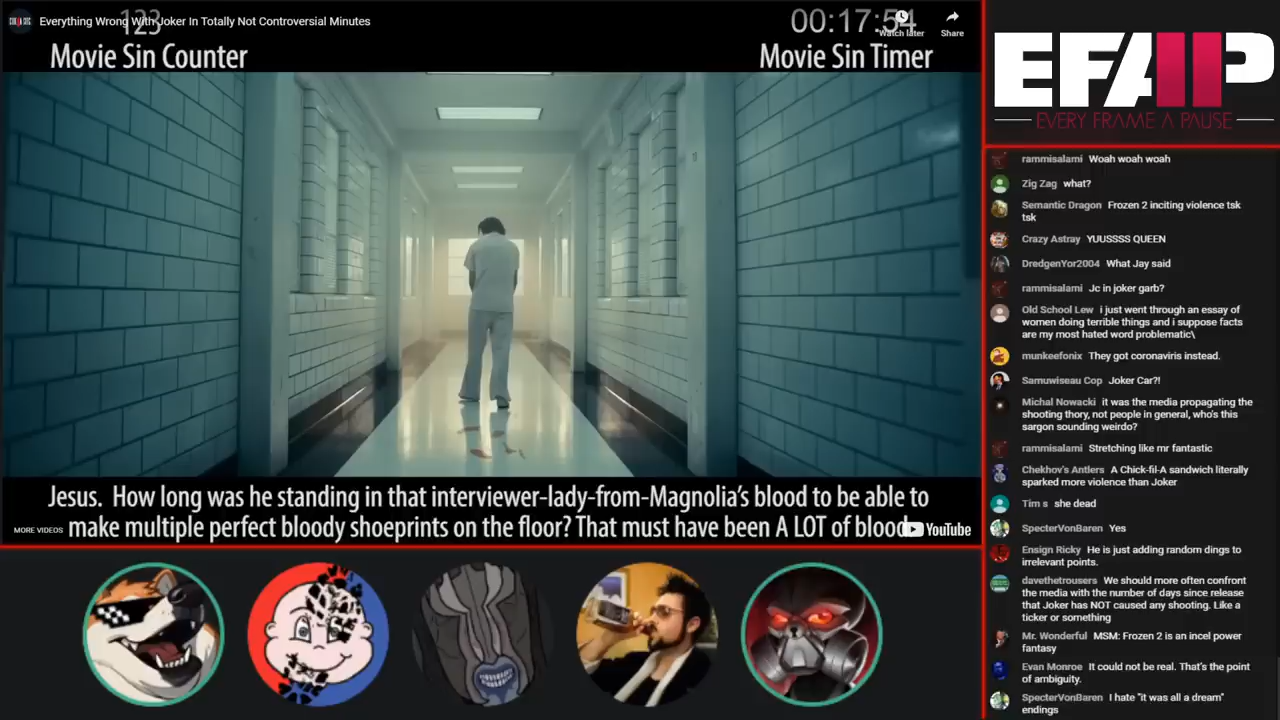 Everything Wrong With Joker In Totally Not Controversial Minutes
123
Movie Sin Counter
00:17:54
Watch later
Share
Movie Sin Timer
Jesus. How long was he standing in that interviewer-lady-from-Magnolia's blood to be able to
make multiple perfect bloody shoeprints on the floor? That must have been A LOT of blood
MORE VIDEOS
YouTube
EFAP
EVERY FRAME A PAUSE
rammisalami Woah woah woah
Zig Zag what?
Semantic Dragon Frozen 2 inciting violence tsk
tsk
Crazy Astray YUUSSSS QUEEN
DredgenYor2004 What Jay said
rammisalami Jc in joker garb?
Old School Lew i just went through an essay of
women doing terrible things and i suppose facts
are my most hated word problematic\
munkeefonix They got coronaviris instead.
Samuwiseau Cop Joker Car?!
Michal Nowacki it was the media propagating the
shooting thory, not people in general, who's this
sargon sounding weirdo?
rammisalami Stretching like mr fantastic
Chekhov's Antlers A Chick-fil-A sandwich literally
sparked more violence than Joker
Tim s she dead
SpecterVonBaren Yes
Ensign Ricky He is just adding random dings to
irrelevant points.
davethetrousers We should more often confront
the media with the number of days since release
that Joker has NOT caused any shooting. Like a
ticker or something
Mr. Wonderful MSM: Frozen 2 is an incel power
fantasy
Evan Monroe It could not be real. That's the point
of ambiguity.
SpecterVonBaren I hate "it was all a dream"
endings